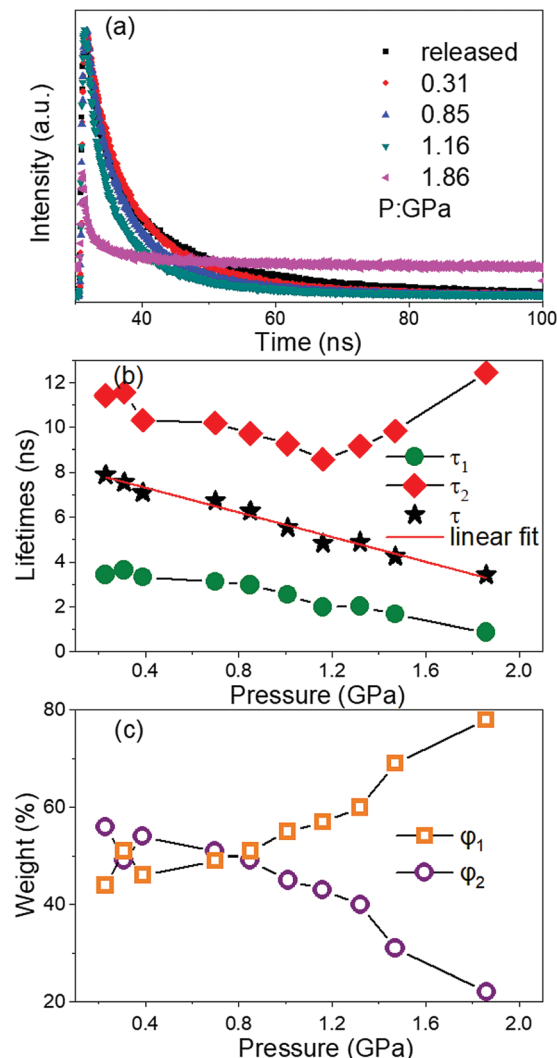 (a)
released
0.31
0.85
1.16
1.86
P:GPa
Intensity (a.u.)
40 60 80 100
Time (ns)
(b)
12
10
8
6
4
2
0
Lifetimes (ns)
τ1
τ2
τ
linear fit
0.4 0.8 1.2 1.6 2.0
Pressure (GPa)
(c)
80
60
40
20
Weight (%)
φ1
φ2
0.4 0.8 1.2 1.6 2.0
Pressure (GPa)